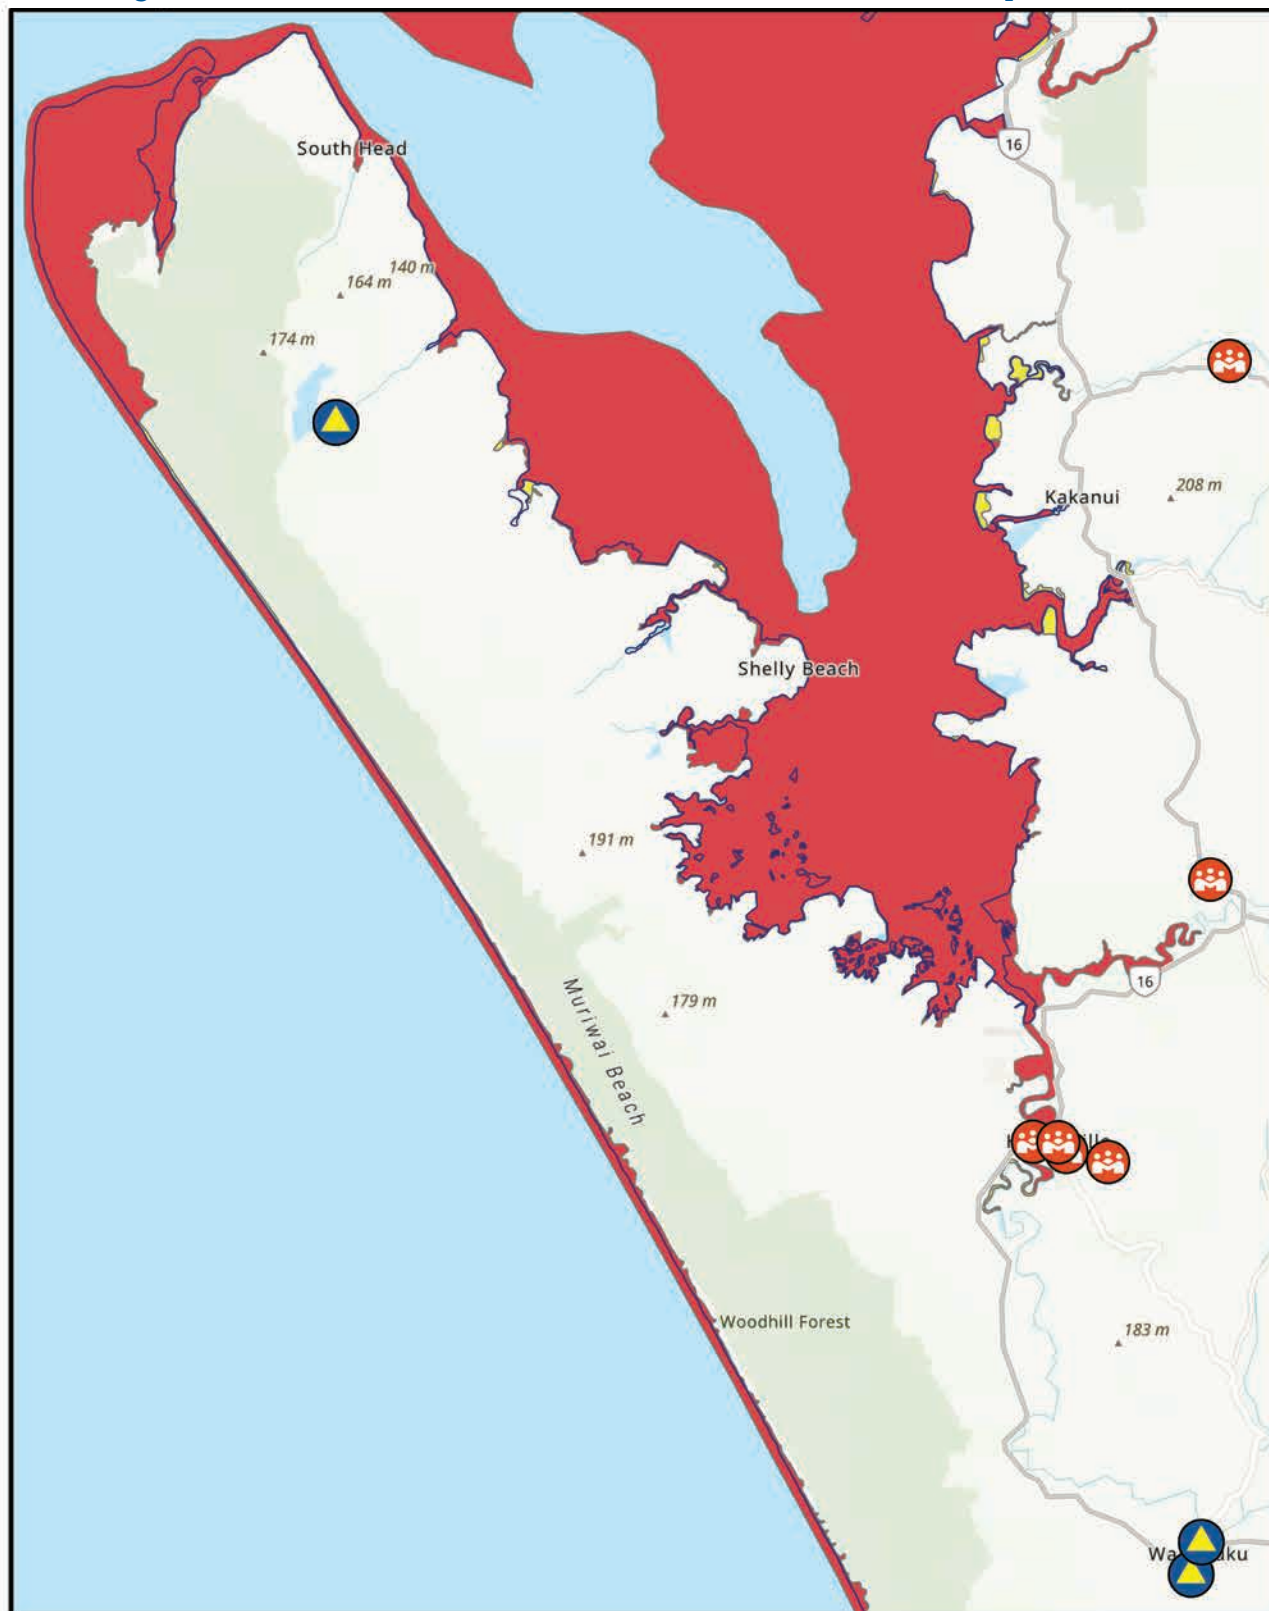 South Head
16
140 m
164 m
174 m
Kakanui
208 m
Shelly Beach
191 m
16
179 m
Muriwai Beach
Woodhill Forest
183 m